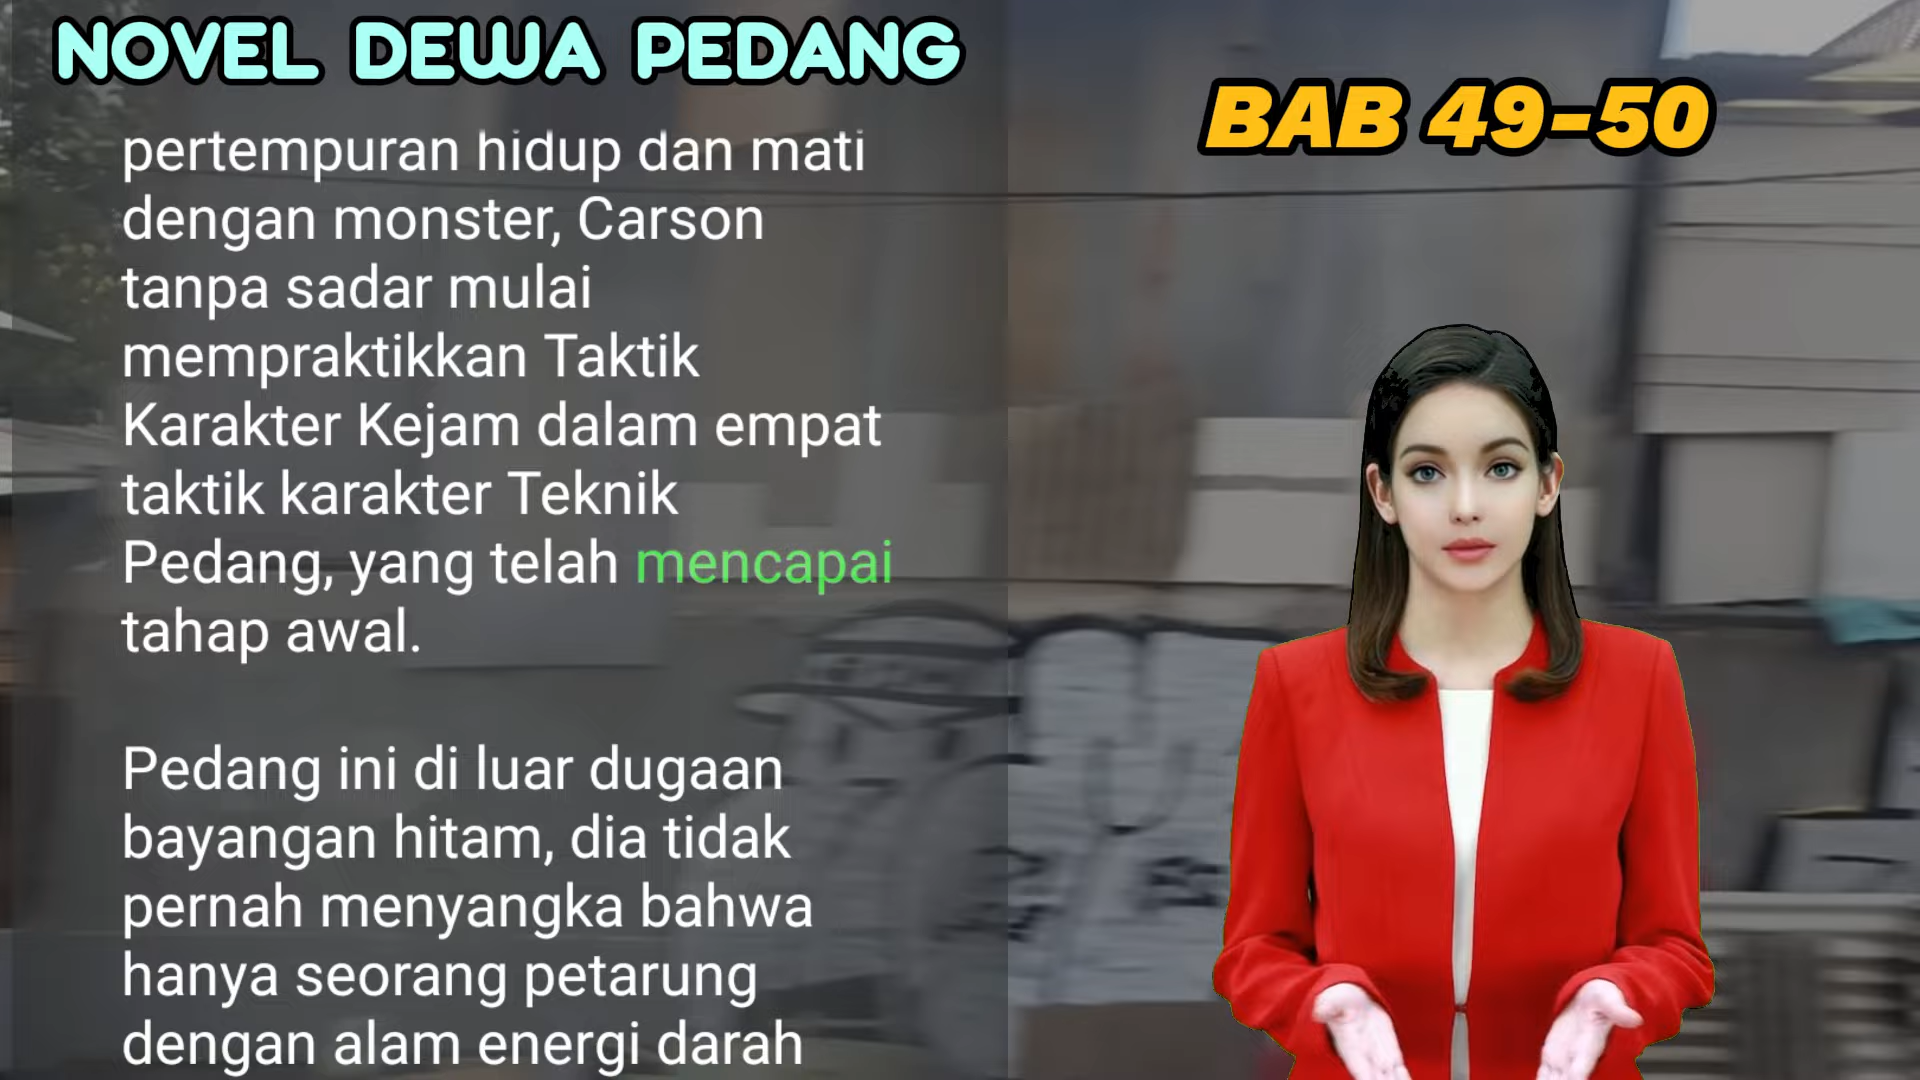 NOVEL DEWA PEDANG
BAB 49-50
pertempuran hidup dan mati
dengan monster, Carson
tanpa sadar mulai
mempraktikkan Taktik
Karakter Kejam dalam empat
taktik karakter Teknik
Pedang, yang telah mencapai
tahap awal.
Pedang ini di luar dugaan
bayangan hitam, dia tidak
pernah menyangka bahwa
hanya seorang petarung
dengan alam energi darah